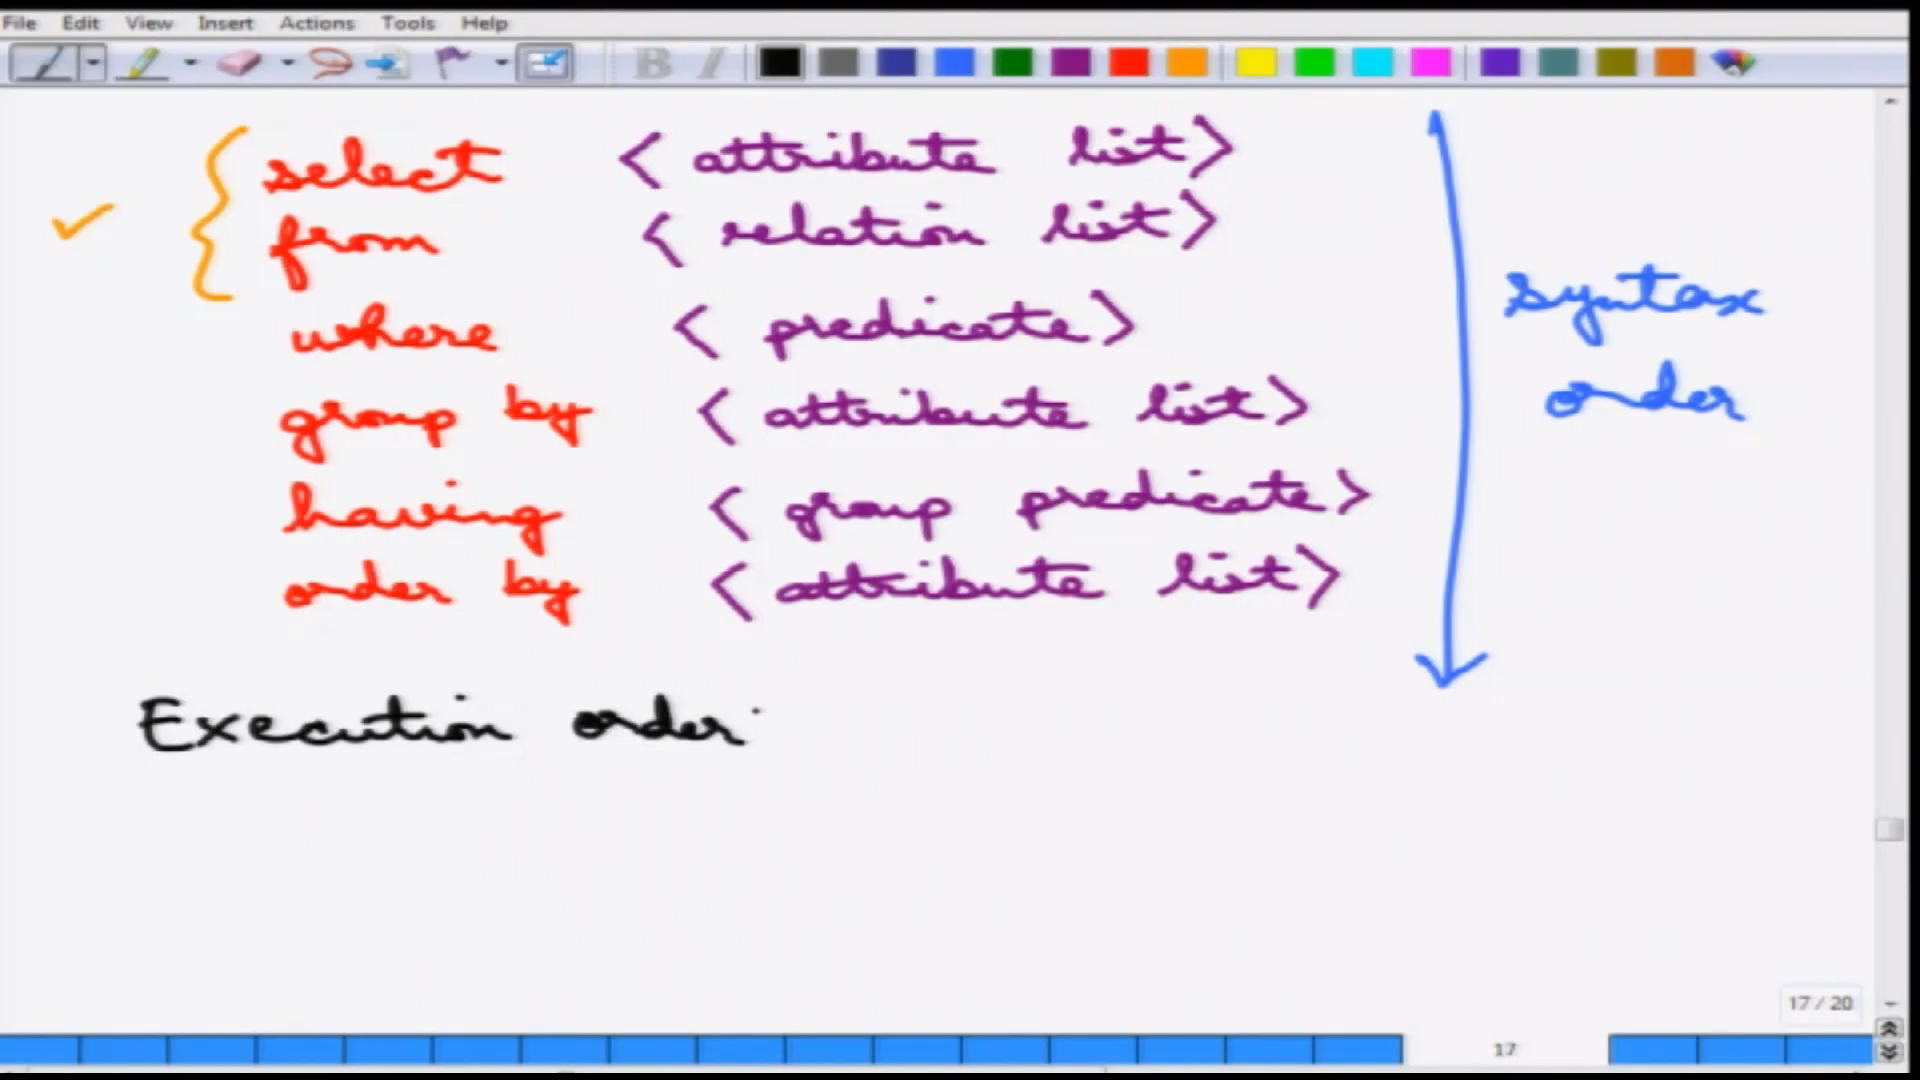 File Edit View Insert Actions Tools Help
B I
select < attribute list >
from < relation list >
where < predicate >
group by < attribute list >
having < group predicate >
order by < attribute list >
syntax
order
Execution order
17 / 20
17